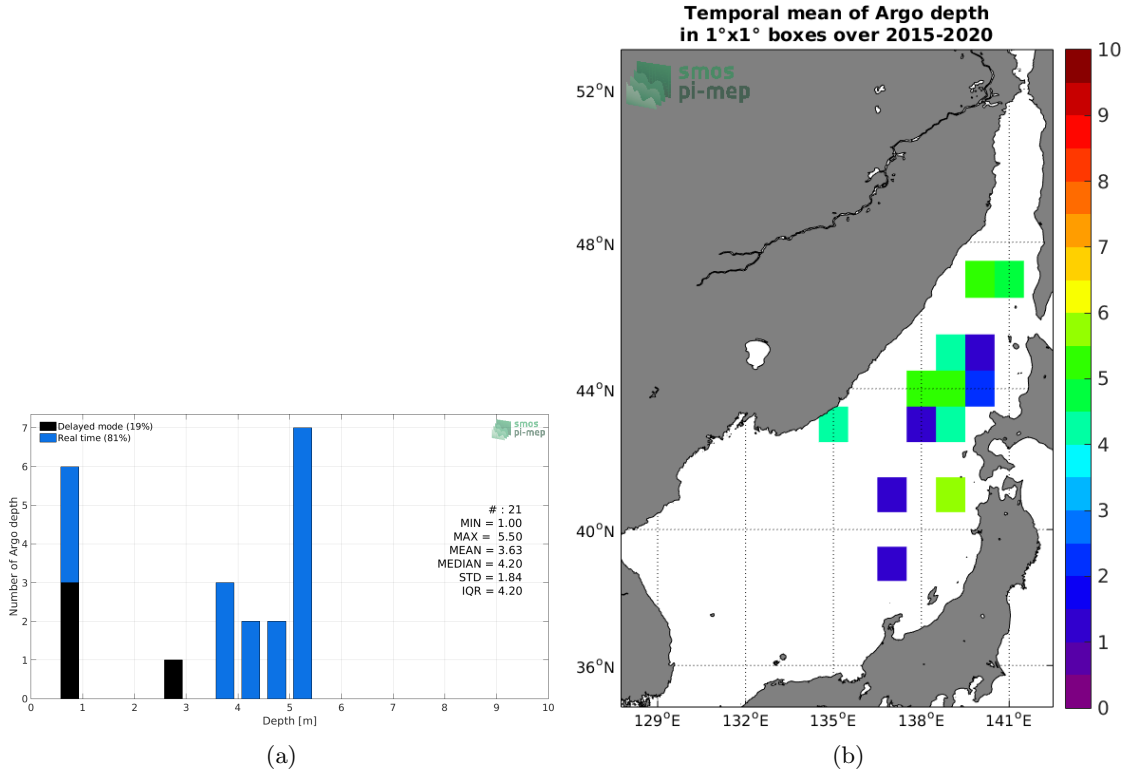 Delayed mode (19%)
Real time (81%)
smos
pi-mep
# : 21
MIN = 1.00
MAX = 5.50
MEAN = 3.63
MEDIAN = 4.20
STD = 1.84
IQR = 4.20
Number of Argo depth
7
6
5
4
3
2
1
0
0 1 2 3 4 5 6 7 8 9 10
Depth [m]
(a)
Temporal mean of Argo depth
in 1°x1° boxes over 2015-2020
smos
pi-mep
52°N
48°N
44°N
40°N
36°N
129°E 132°E 135°E 138°E 141°E
10
9
8
7
6
5
4
3
2
1
0
(b)